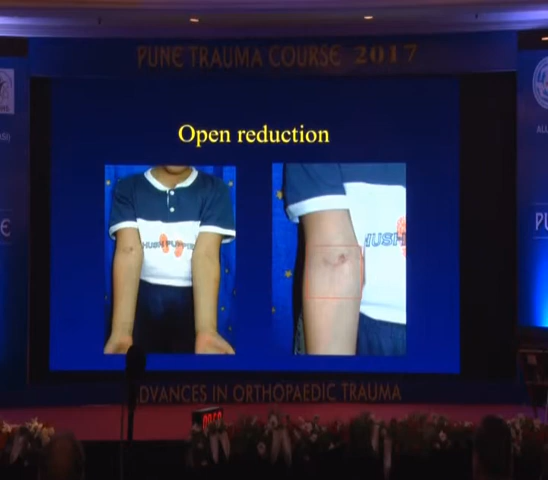 PUNE TRAUMA COURSE 2017
Open reduction
HUSH PUPPIES
HUSH
ADVANCES IN ORTHOPAEDIC TRAUMA